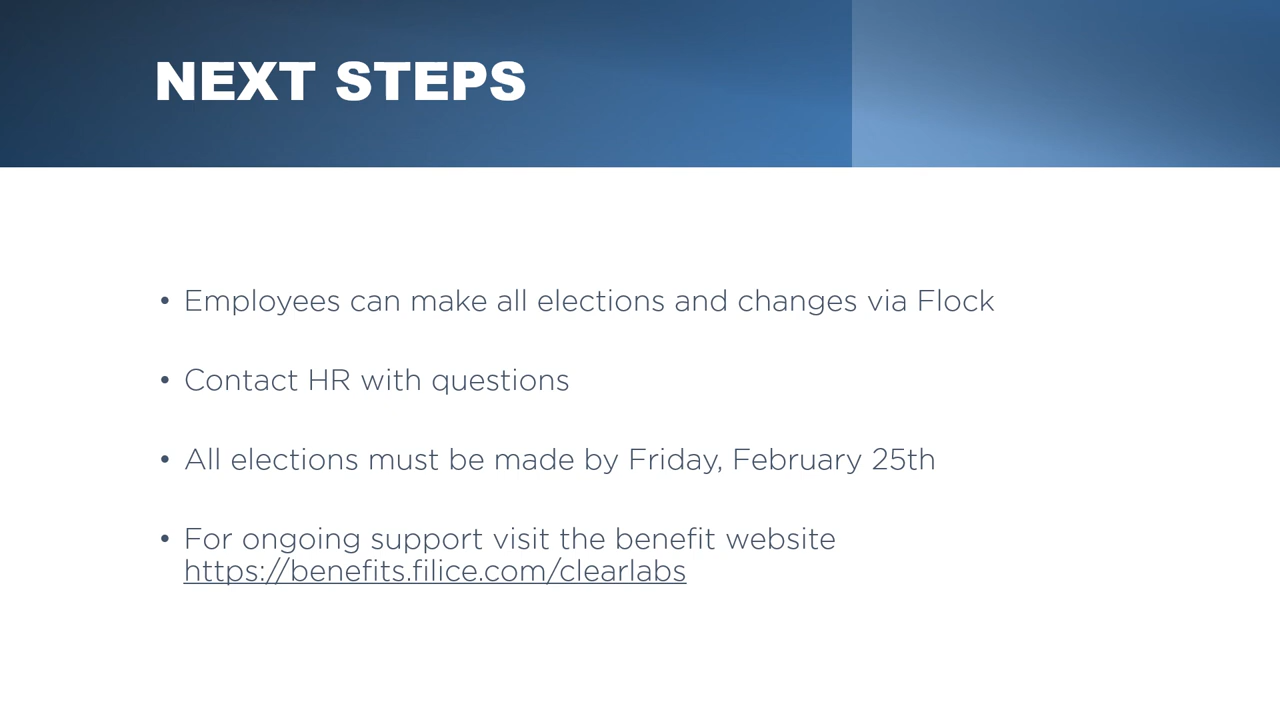 NEXT STEPS
• Employees can make all elections and changes via Flock
• Contact HR with questions
• All elections must be made by Friday, February 25th
• For ongoing support visit the benefit website
https://benefits.filice.com/clearlabs